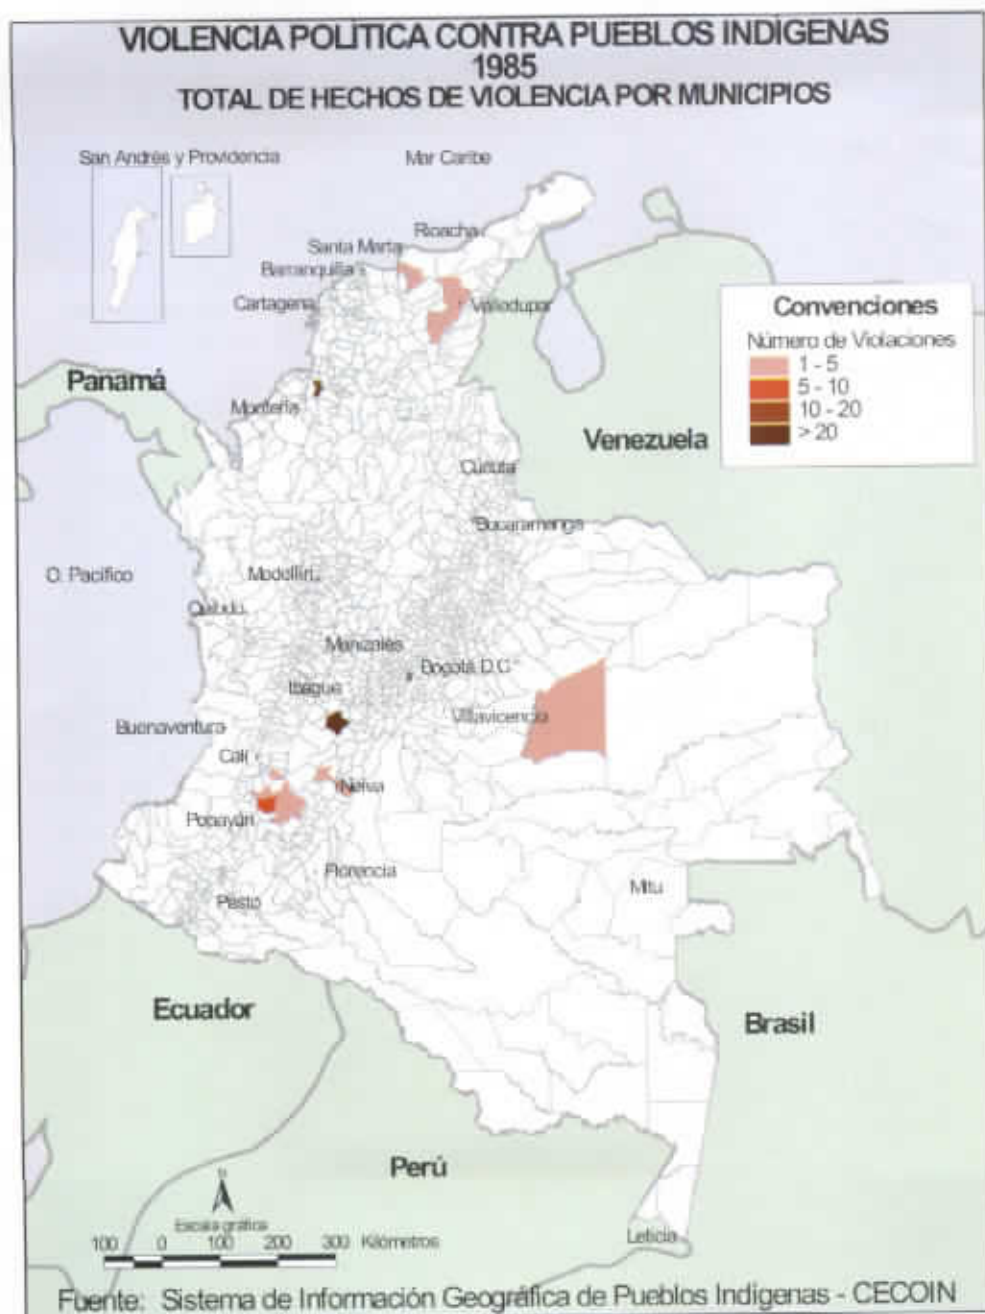 VIOLENCIA POLÍTICA CONTRA PUEBLOS INDÍGENAS
1985
TOTAL DE HECHOS DE VIOLENCIA POR MUNICIPIOS
San Andrés y Providencia
Mar Caribe
Rioacha
Santa Marta
Barranquilla
Cartagena
Valledupar
Convenciones
Número de Violaciones
1 - 5
5 - 10
10 - 20
> 20
Panamá
Montería
Venezuela
Cúcuta
Bucaramanga
O. Pacífico
Medellín
Quibdó
Manizales
Bogotá D.C.
Ibagué
Villavicencio
Buenaventura
Cali
Neiva
Popayán
Florencia
Mitu
Pasto
Ecuador
Brasil
Perú
N
Escala gráfica
100 0 100 200 300 Kilómetros
Leticia
Fuente: Sistema de Información Geográfica de Pueblos Indígenas - CECOIN